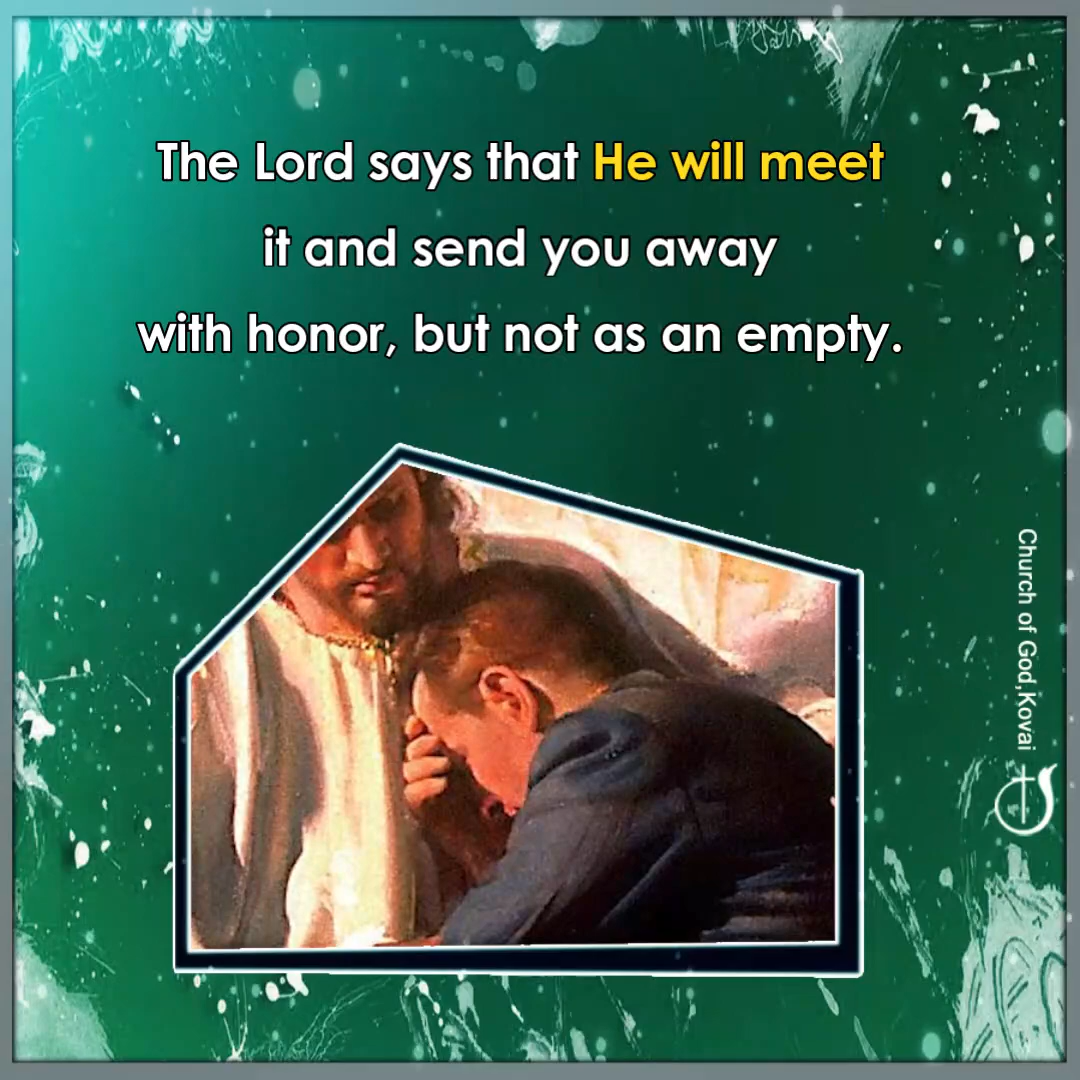 The Lord says that He will meet
it and send you away
with honor, but not as an empty.
Church of God,Kovai